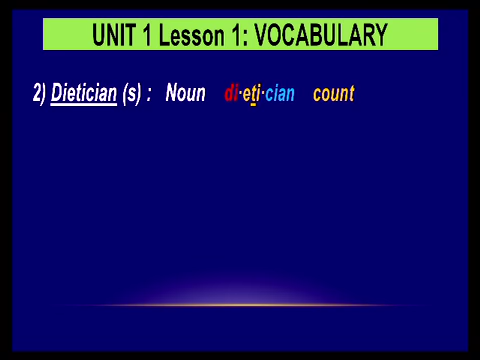 UNIT 1 Lesson 1: VOCABULARY
2) Dietician (s) : Noun di·eti·cian count